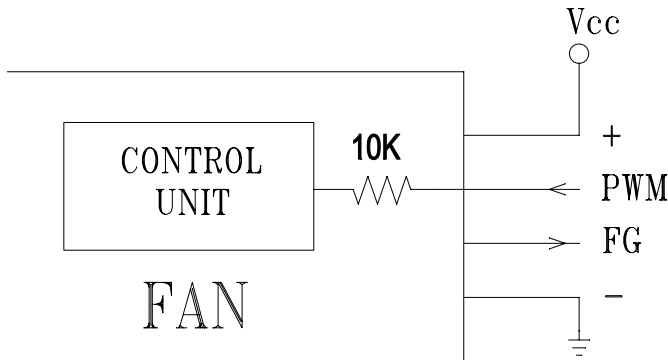 Vcc
+
10K
CONTROL
UNIT
PWM
FG
FAN
-